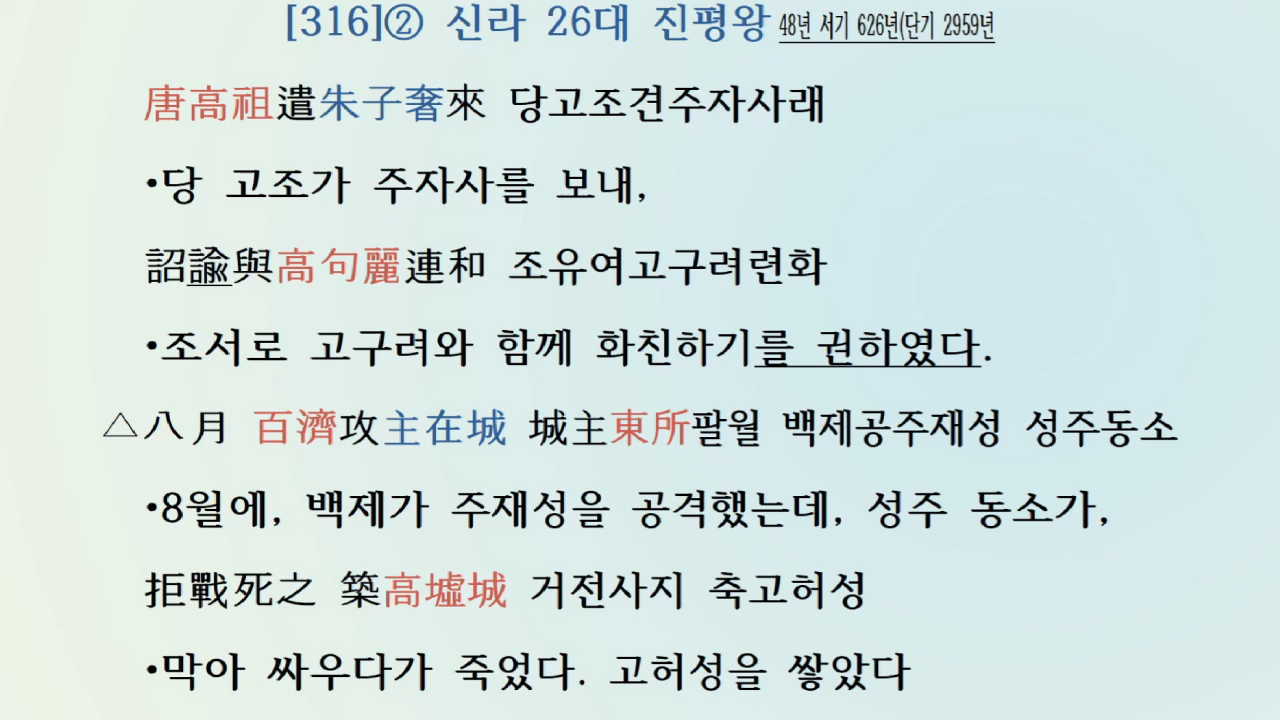 [316]② 신라 26대 진평왕 48년 서기 626년(단기 2959년
唐高祖遣朱子奢來 당고조견주자사래
•당 고조가 주자사를 보내,
詔諭與高句麗連和 조유여고구려련화
•조서로 고구려와 함께 화친하기를 권하였다.
△八月 百濟攻主在城 城主東所팔월 백제공주재성 성주동소
•8월에, 백제가 주재성을 공격했는데, 성주 동소가,
拒戰死之 築高墟城 거전사지 축고허성
•막아 싸우다가 죽었다. 고허성을 쌓았다